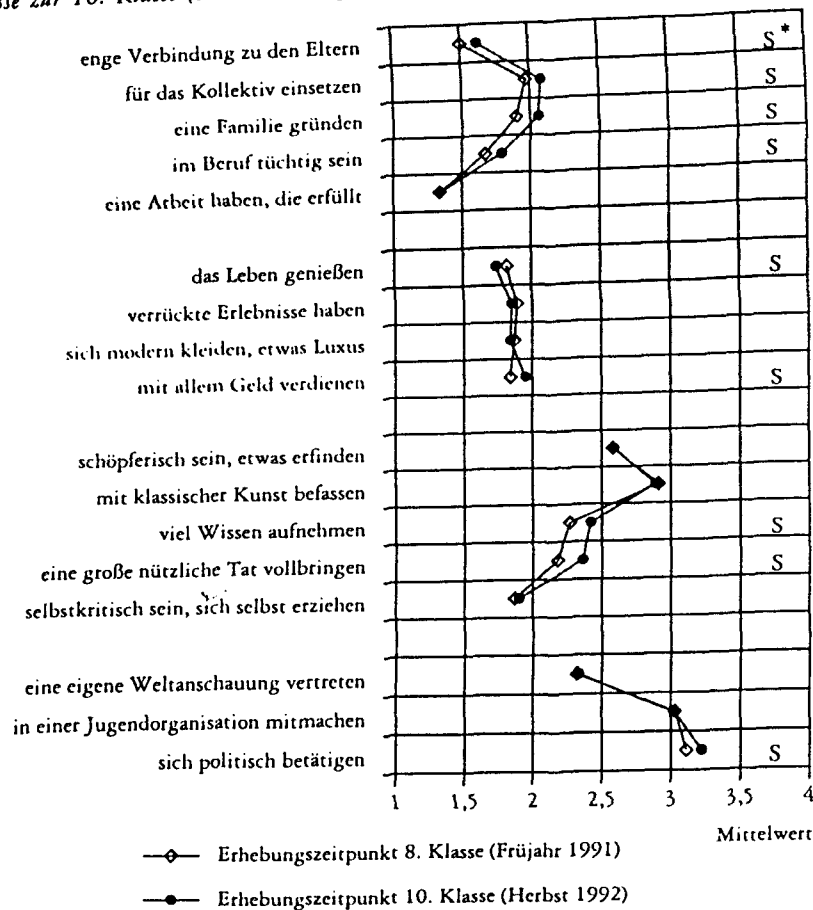 zur 10. Klasse
enge Verbindung zu den Eltern S*
für das Kollektiv einsetzen S
eine Familie gründen S
im Beruf tüchtig sein S
eine Arbeit haben, die erfüllt
das Leben genießen S
verrückte Erlebnisse haben
sich modern kleiden, etwas Luxus
mit allem Geld verdienen S
schöpferisch sein, etwas erfinden
mit klassischer Kunst befassen
viel Wissen aufnehmen S
eine große nützliche Tat vollbringen S
selbstkritisch sein, sich selbst erziehen
eine eigene Weltanschauung vertreten
in einer Jugendorganisation mitmachen
sich politisch betätigen S
1 1,5 2 2,5 3 3,5 4
Mittelwert
Erhebungszeitpunkt 8. Klasse (Früjahr 1991)
Erhebungszeitpunkt 10. Klasse (Herbst 1992)